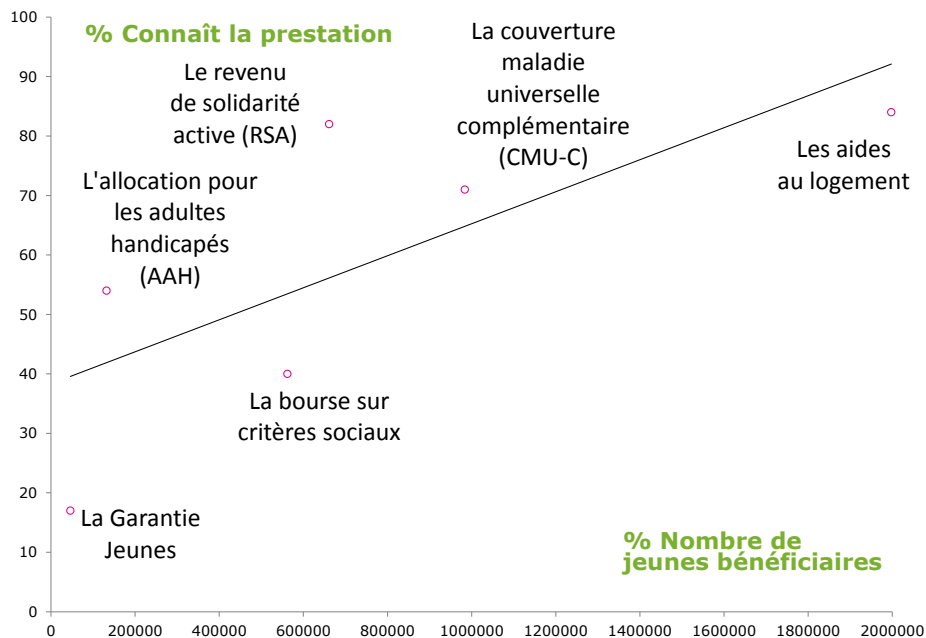 % Connaît la prestation
Le revenu
de solidarité
active (RSA)
La couverture
maladie
universelle
complémentaire
(CMU-C)
Les aides
au logement
L'allocation pour
les adultes
handicapés
(AAH)
La bourse sur
critères sociaux
La Garantie
Jeunes
% Nombre de
jeunes bénéficiaires
100
90
80
70
60
50
40
30
20
10
0
0 200000 400000 600000 800000 1000000 1200000 1400000 1600000 1800000 2000000